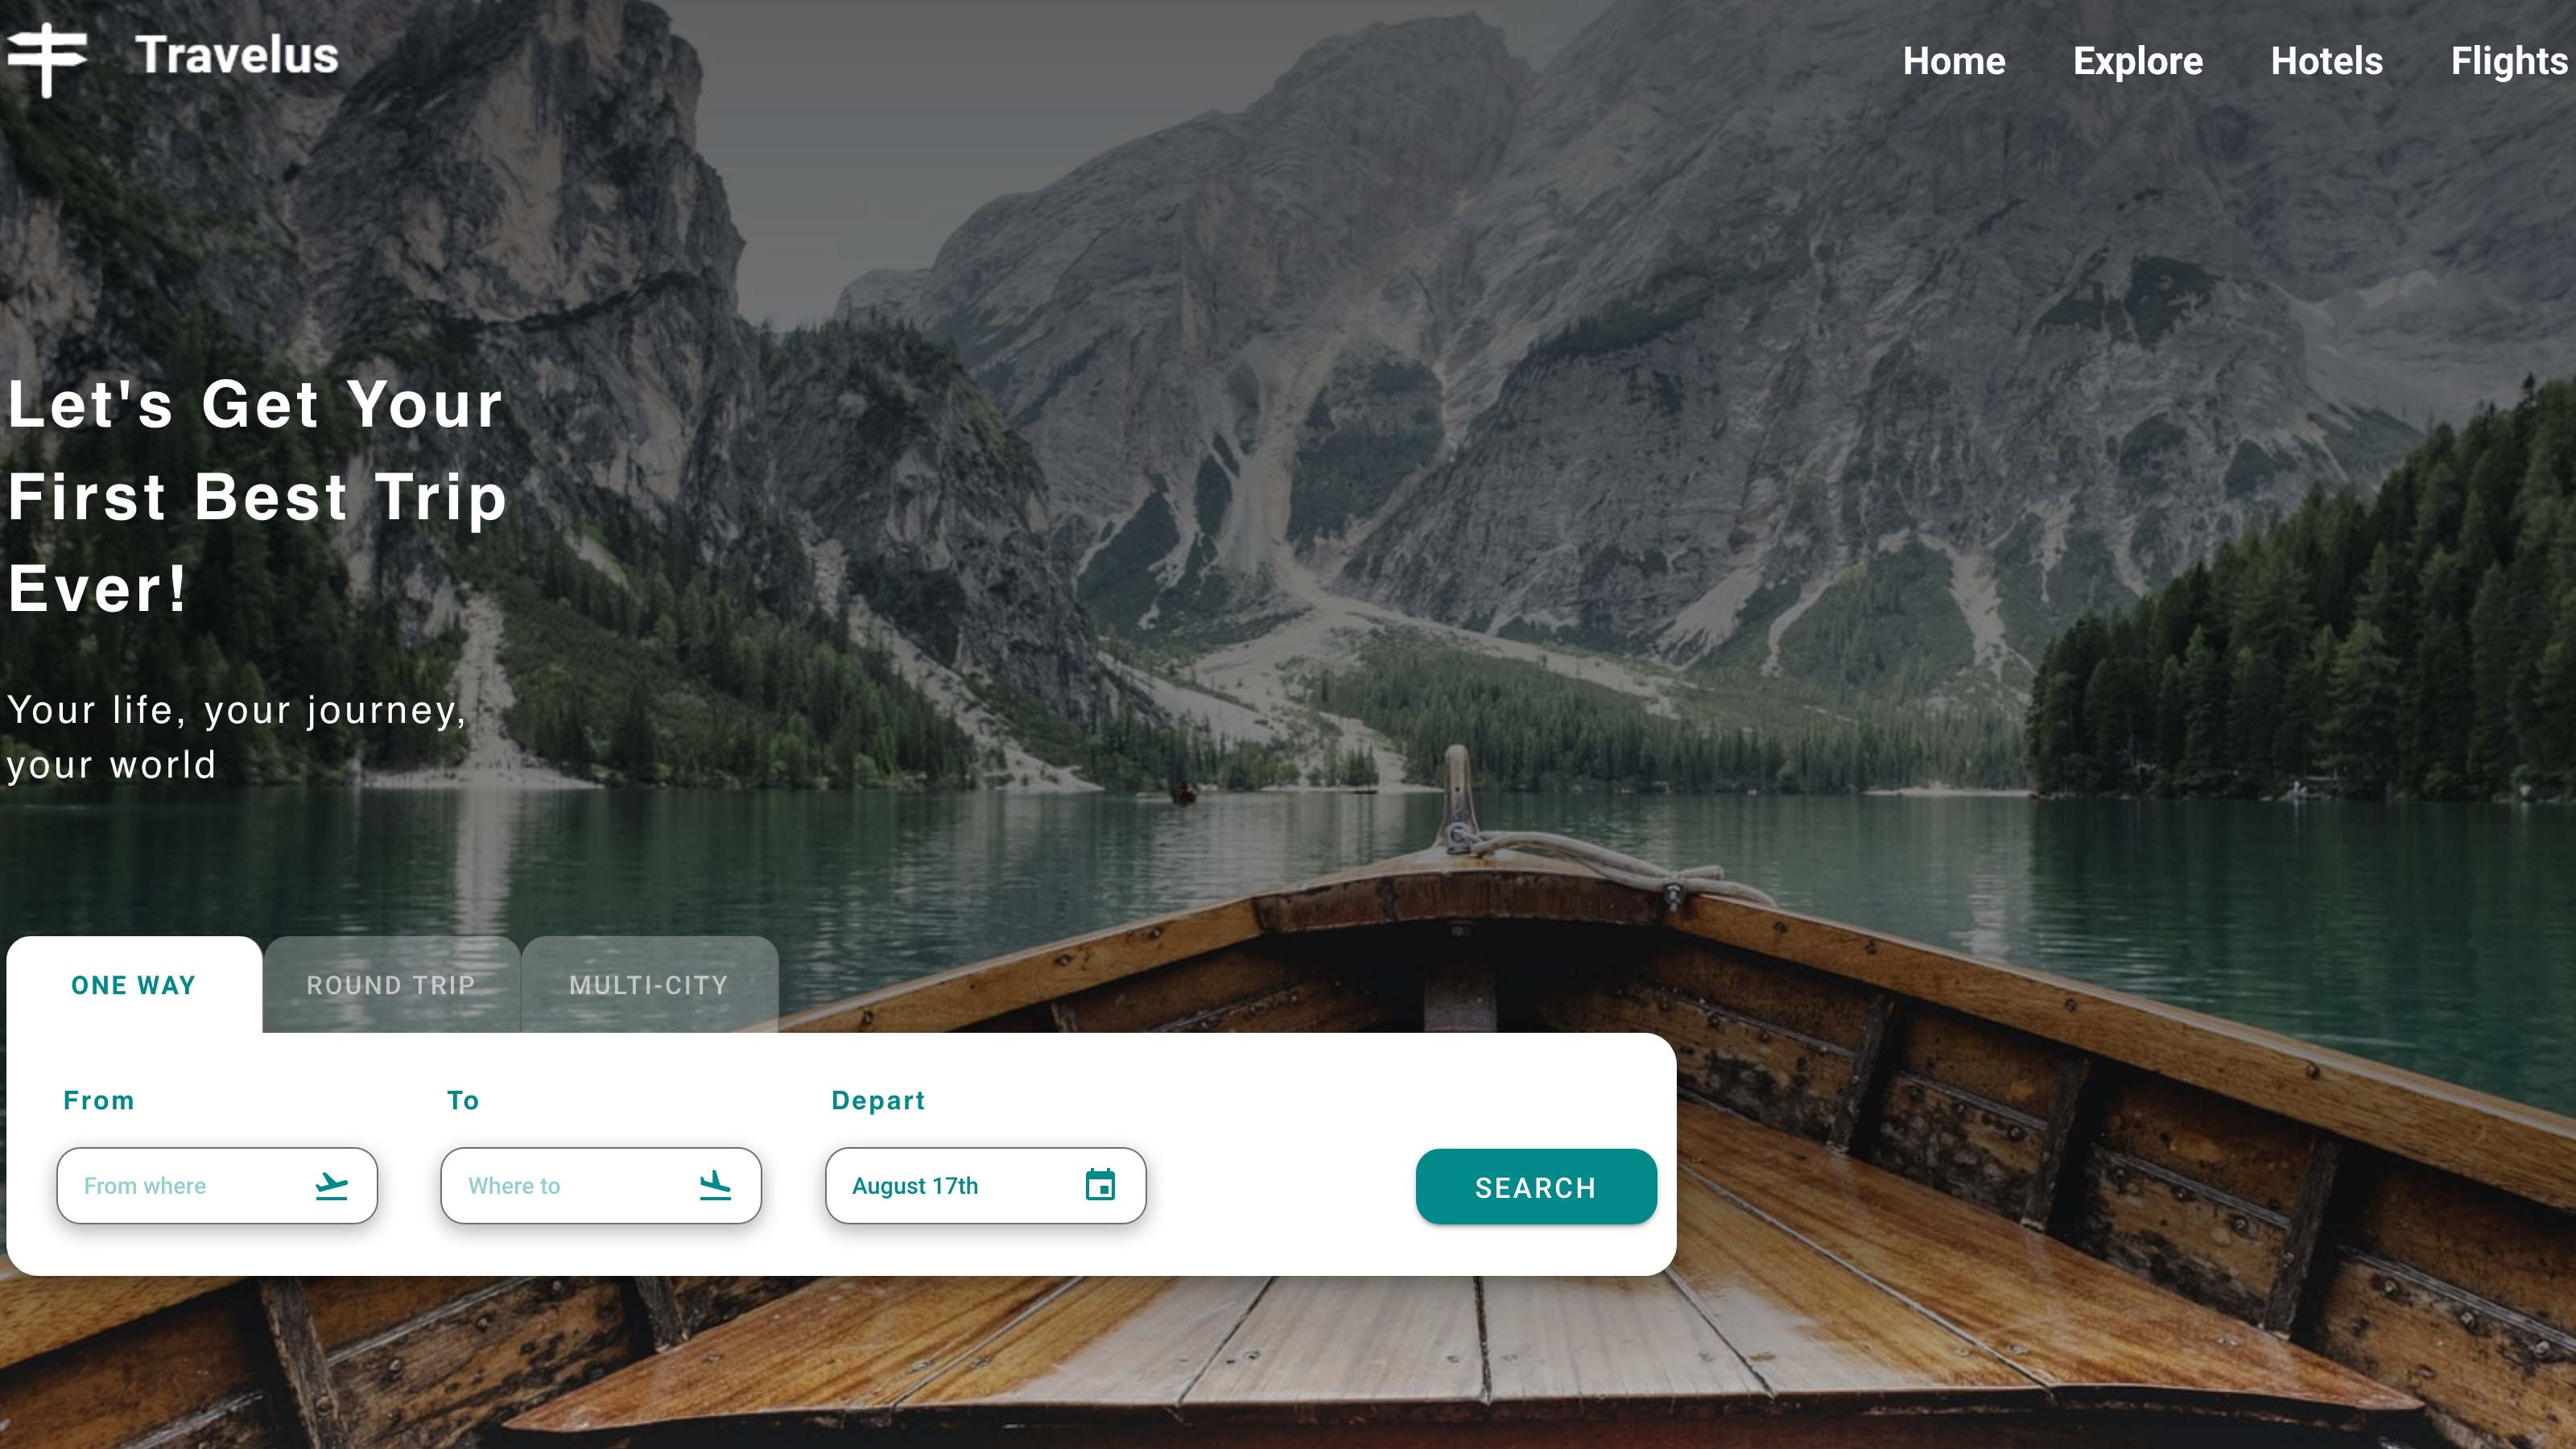 Travelus
Home Explore Hotels Flights
Let's Get Your
First Best Trip
Ever!
Your life, your journey,
your world
ONE WAY ROUND TRIP MULTI-CITY
From To Depart
From where Where to August 17th SEARCH